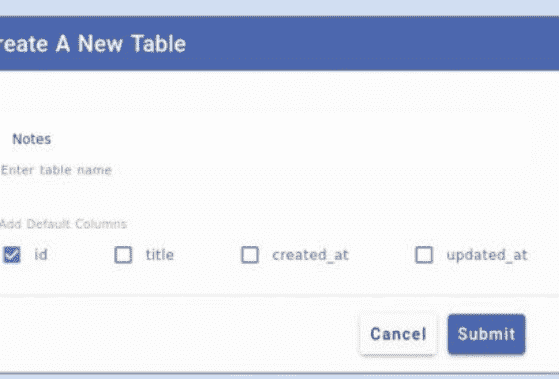 reate A New Table
Notes
Enter table name
Add Default Columns
id title created_at updated_at
Cancel Submit